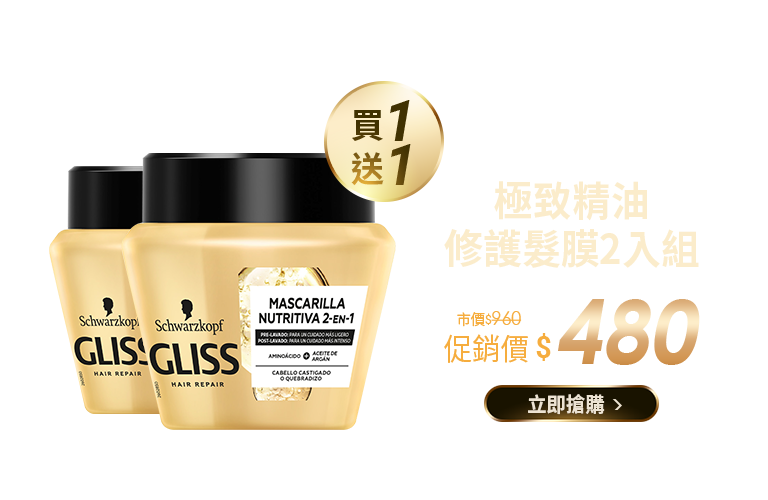 買1
送1
極致精油
修護髮膜2入組
市價$960
促銷價$480
立即搶購 >
Schwarzkopf
GLISS
HAIR REPAIR
Schwarzkopf
GLISS
HAIR REPAIR
MASCARILLA
NUTRITIVA 2-EN-1
PRE-LAVADO: PARA UN CUIDADO MÁS LIGERO
POST-LAVADO: PARA UN CUIDADO MÁS INTENSO
AMINOÁCIDO + ACEITE DE
ARGÁN
CABELLO CASTIGADO
O QUEBRADIZO